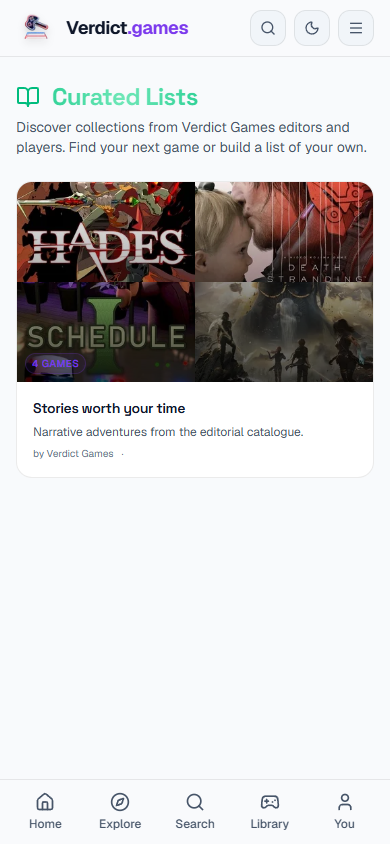 Verdict.games
Curated Lists
Discover collections from Verdict Games editors and
players. Find your next game or build a list of your own.
HADES
DEATH
STRANDING
SCHEDULE
I
4 GAMES
Stories worth your time
Narrative adventures from the editorial catalogue.
by Verdict Games ·
Home Explore Search Library You